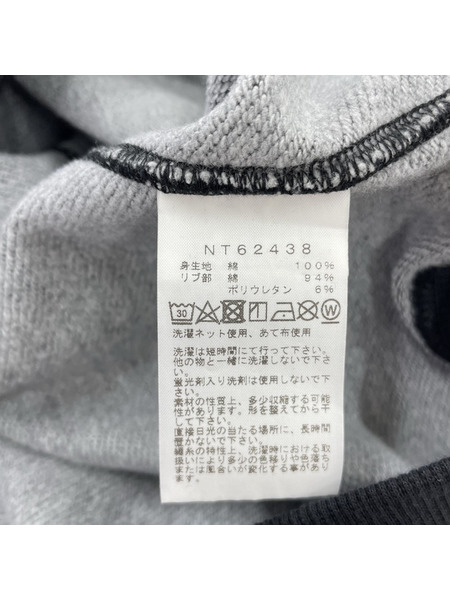 NT62438
身生地 綿 100%
リブ部 綿 94%
ポリウレタン 6%
30 W
洗濯ネット使用、あて布使用
洗濯は短時間にて行って下さい。
他の物と一緒に洗濯しないで下さ
い。
蛍光剤入り洗剤は使用しないで下
さい。
素材の性質上、多少収縮する可能
性があります。形を整えてから干
して下さい。
直接日光の当たる場所に、長時間
置かないで下さい。
編糸の特性上、洗濯時における取
扱いにより多少の色移りや色落ち
または風合いが変化する事があり
ます。